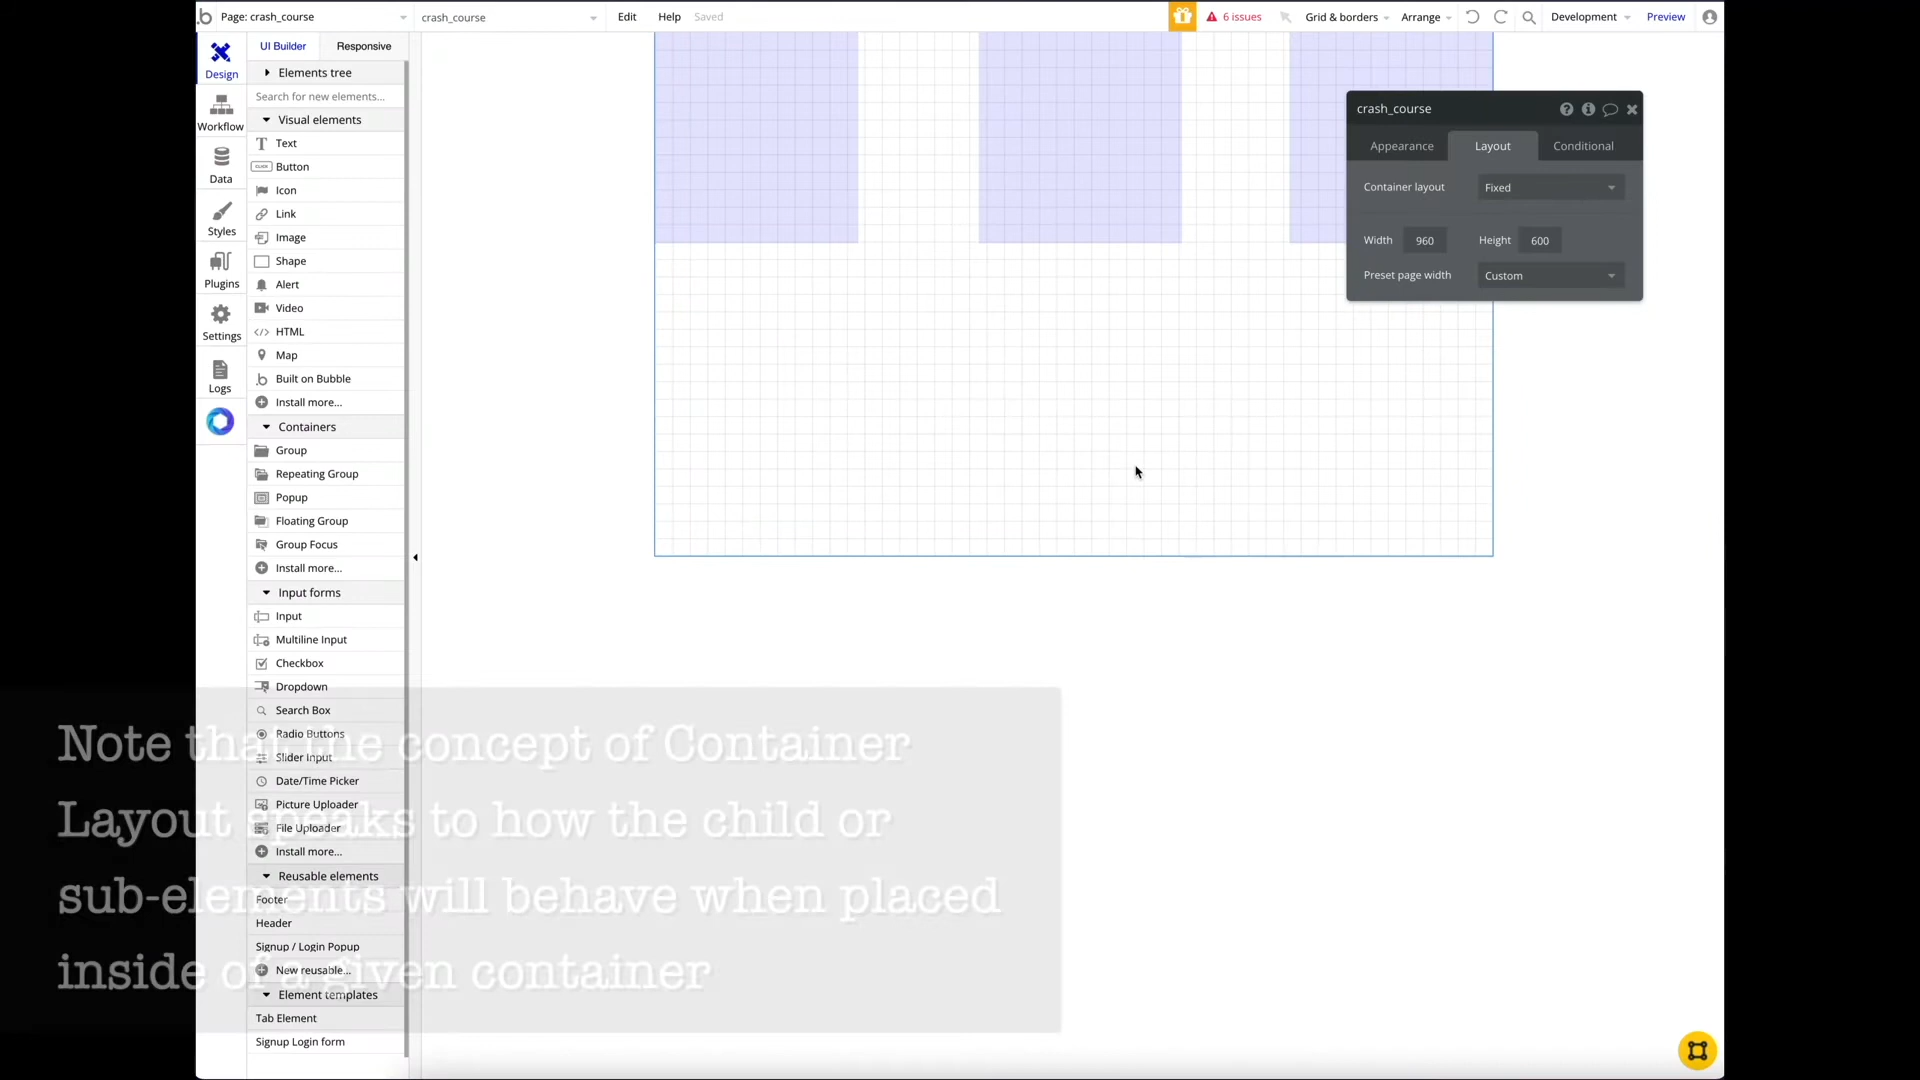 Page: crash_course
crash_course
Edit
Help
Saved
6 issues
Grid & borders
Arrange
Development
Preview
Design
Workflow
Data
Styles
Plugins
Settings
Logs
UI Builder
Responsive
Elements tree
Search for new elements...
Visual elements
Text
Button
Icon
Link
Image
Shape
Alert
Video
HTML
Map
Built on Bubble
Install more...
Containers
Group
Repeating Group
Popup
Floating Group
Group Focus
Install more...
Input forms
Input
Multiline Input
Checkbox
Dropdown
Search Box
Radio Buttons
Slider Input
Date/Time Picker
Picture Uploader
File Uploader
Install more...
Reusable elements
Footer
Header
Signup / Login Popup
New reusable...
Element templates
Tab Element
Signup Login form
crash_course
Appearance
Layout
Conditional
Container layout
Fixed
Width
960
Height
600
Preset page width
Custom
Note that the concept of Container
Layout speaks to how the child or
sub-elements will behave when placed
inside of a given container